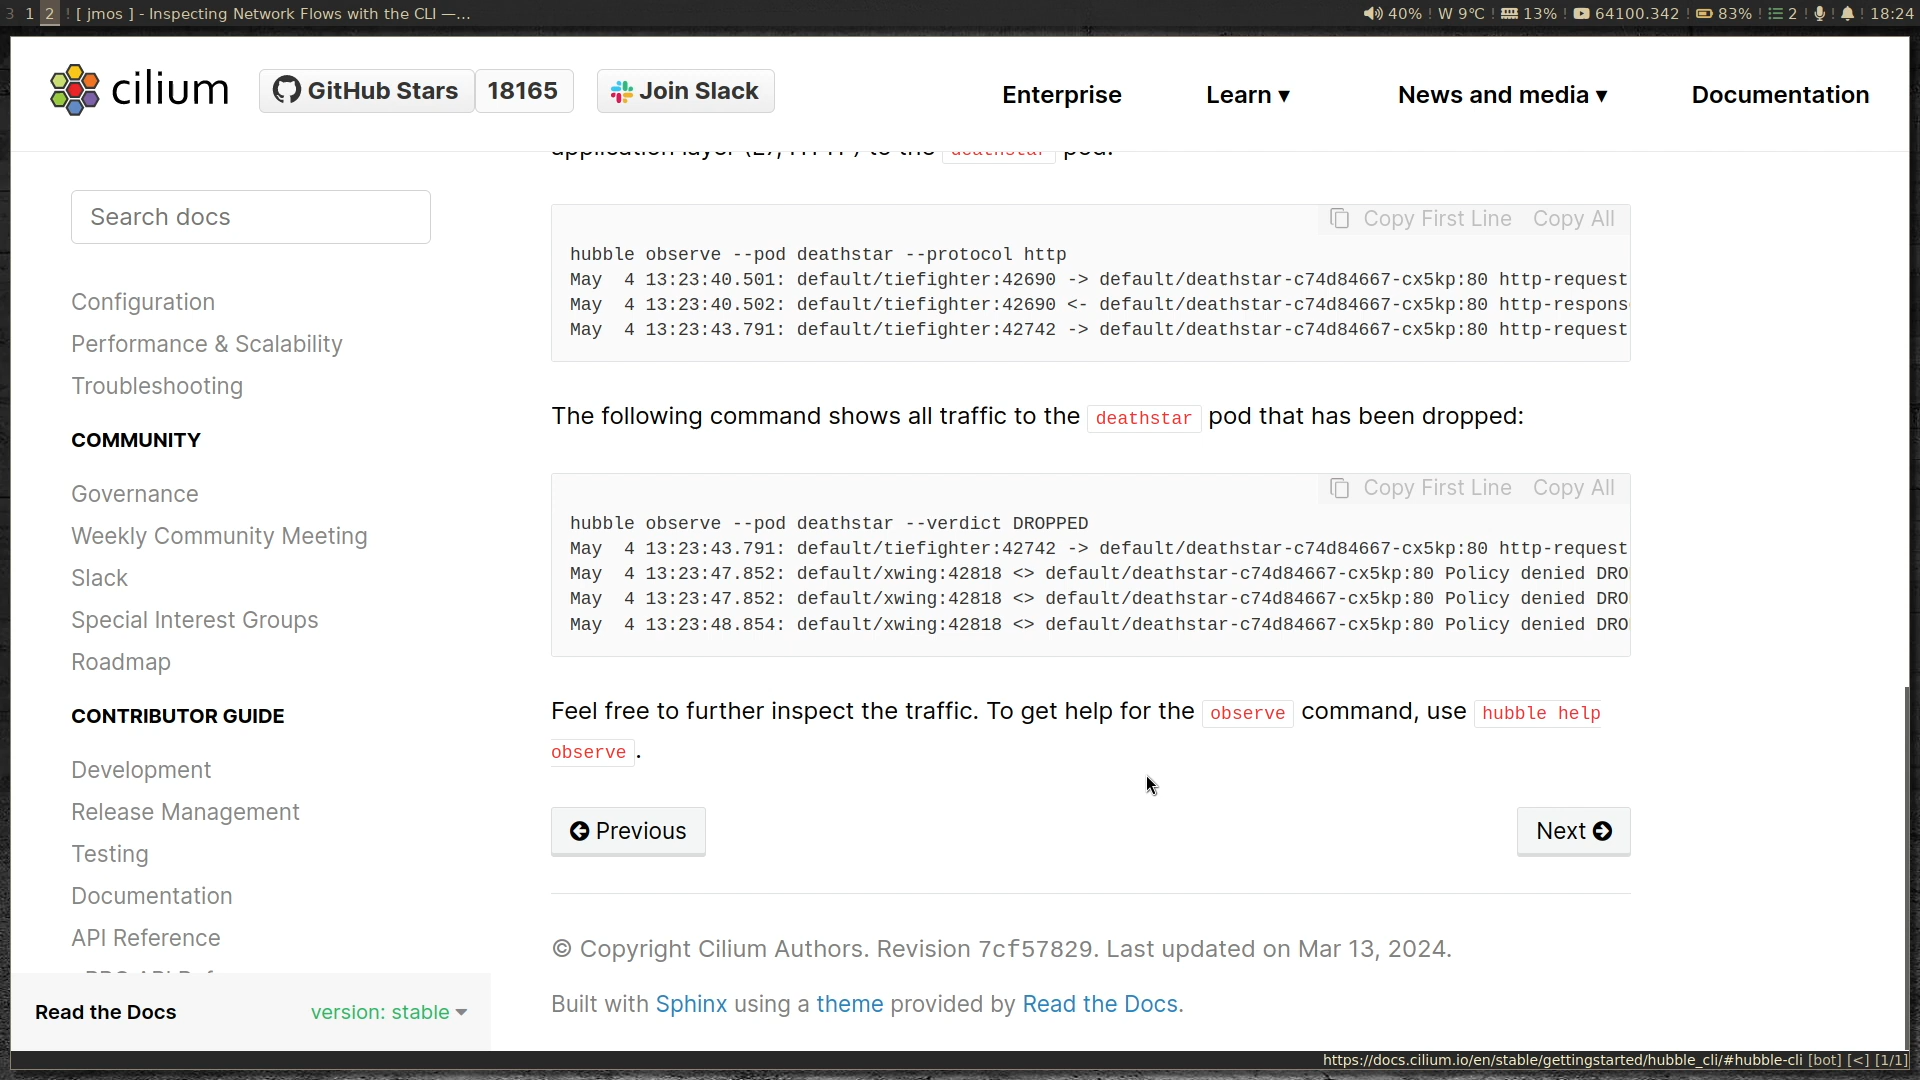 3 1 2 ! [ jmos ] - Inspecting Network Flows with the CLI —...
40% ! W 9℃ ! 13% ! 64100.342 ! 83% ! 2 ! ! ! 18:24
cilium
GitHub Stars 18165
Join Slack
Enterprise
Learn ▾
News and media ▾
Documentation
Search docs
Configuration
Performance & Scalability
Troubleshooting
COMMUNITY
Governance
Weekly Community Meeting
Slack
Special Interest Groups
Roadmap
CONTRIBUTOR GUIDE
Development
Release Management
Testing
Documentation
API Reference
Read the Docs
version: stable
application layer (L7, HTTP) to the deathstar pod:
Copy First Line Copy All
hubble observe --pod deathstar --protocol http
May  4 13:23:40.501: default/tiefighter:42690 -> default/deathstar-c74d84667-cx5kp:80 http-request
May  4 13:23:40.502: default/tiefighter:42690 <- default/deathstar-c74d84667-cx5kp:80 http-respons
May  4 13:23:43.791: default/tiefighter:42742 -> default/deathstar-c74d84667-cx5kp:80 http-request
The following command shows all traffic to the deathstar pod that has been dropped:
Copy First Line Copy All
hubble observe --pod deathstar --verdict DROPPED
May  4 13:23:43.791: default/tiefighter:42742 -> default/deathstar-c74d84667-cx5kp:80 http-request
May  4 13:23:47.852: default/xwing:42818 <> default/deathstar-c74d84667-cx5kp:80 Policy denied DRO
May  4 13:23:47.852: default/xwing:42818 <> default/deathstar-c74d84667-cx5kp:80 Policy denied DRO
May  4 13:23:48.854: default/xwing:42818 <> default/deathstar-c74d84667-cx5kp:80 Policy denied DRO
Feel free to further inspect the traffic. To get help for the observe command, use hubble help
observe .
Previous
Next
© Copyright Cilium Authors. Revision 7cf57829. Last updated on Mar 13, 2024.
Built with Sphinx using a theme provided by Read the Docs.
https://docs.cilium.io/en/stable/gettingstarted/hubble_cli/#hubble-cli [bot] [<] [1/1]